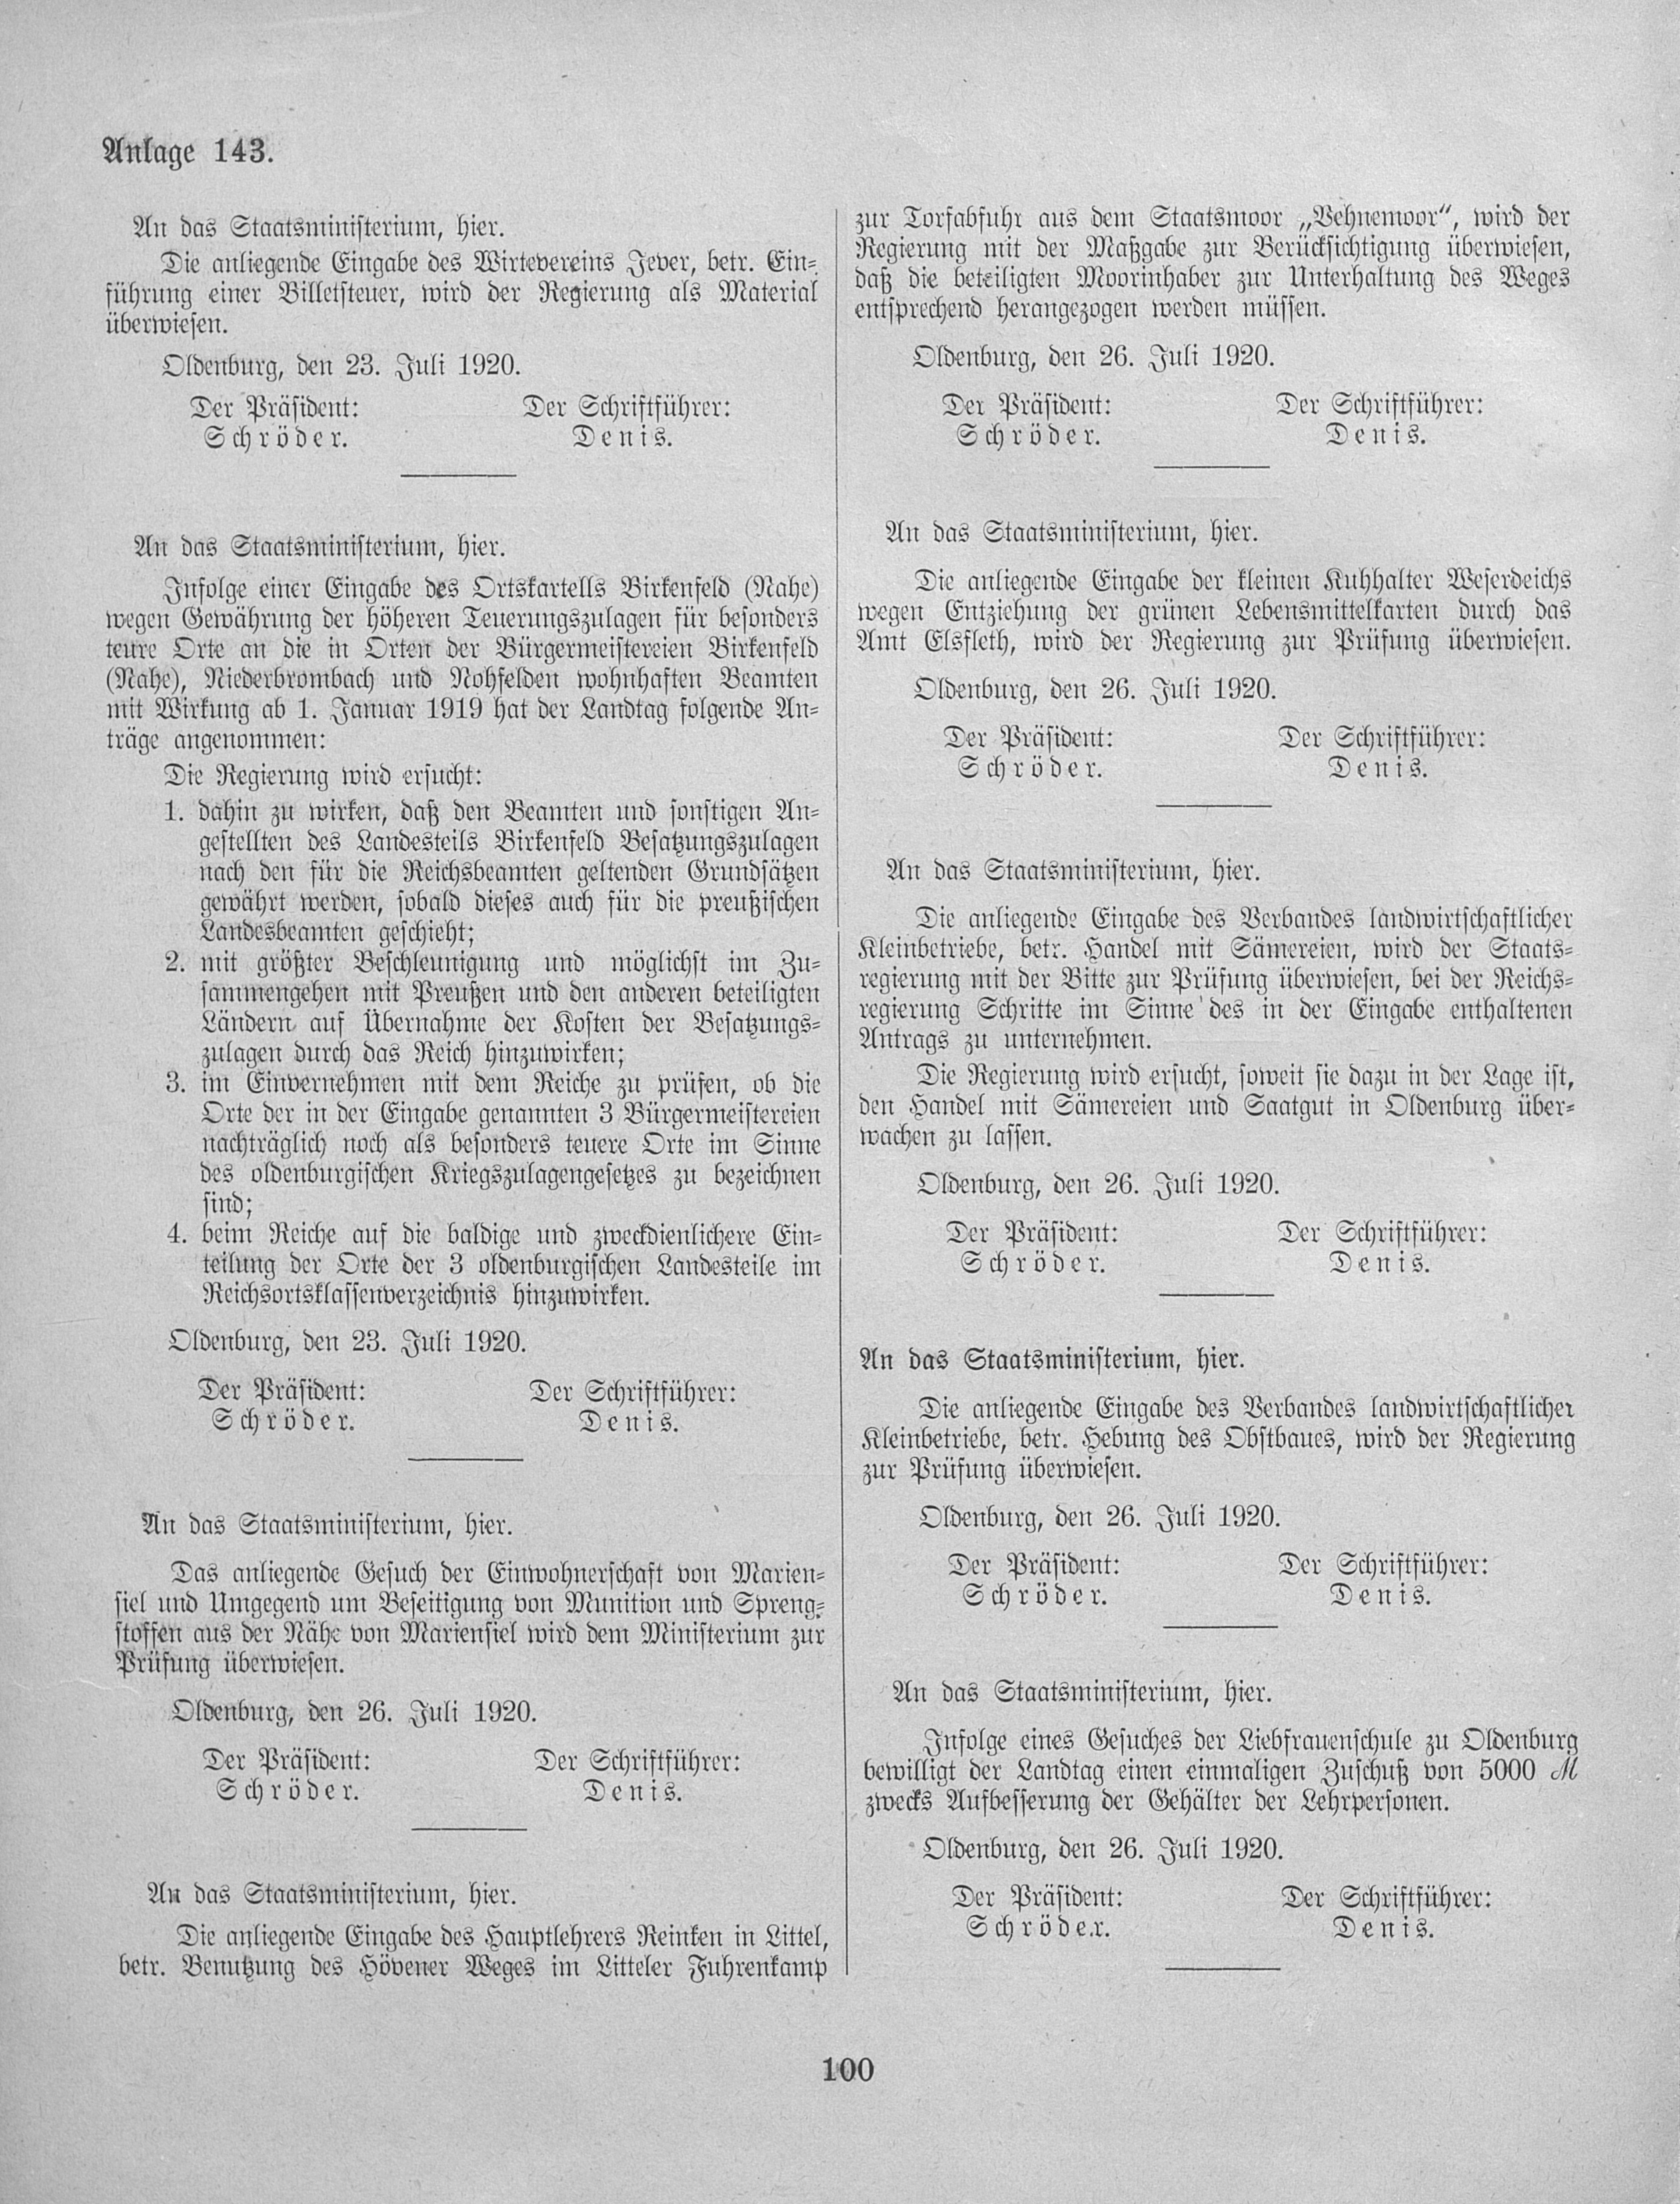 Anlage 143.
An das Staatsministerium, hier.
Die anliegende Eingabe des Wirtevereins Jever, betr. Ein-
führung einer Billetsteuer, wird der Regierung als Material
überwiesen.
Oldenburg, den 23. Juli 1920.
Der Präsident: Der Schriftführer:
Schröder. Denis.
An das Staatsministerium, hier.
Infolge einer Eingabe des Ortskartells Birkenfeld (Nahe)
wegen Gewährung der höheren Teuerungszulagen für besonders
teure Orte an die in Orten der Bürgermeistereien Birkenfeld
(Nahe), Niederbrombach und Nohfelden wohnhaften Beamten
mit Wirkung ab 1. Januar 1919 hat der Landtag folgende An-
träge angenommen:
Die Regierung wird ersucht:
1. dahin zu wirken, daß den Beamten und sonstigen An-
gestellten des Landesteils Birkenfeld Besatzungszulagen
nach den für die Reichsbeamten geltenden Grundsätzen
gewährt werden, sobald dieses auch für die preußischen
Landesbeamten geschieht;
2. mit größter Beschleunigung und möglichst im Zu-
sammengehen mit Preußen und den anderen beteiligten
Ländern auf Übernahme der Kosten der Besatzungs-
zulagen durch das Reich hinzuwirken;
3. im Einvernehmen mit dem Reiche zu prüfen, ob die
Orte der in der Eingabe genannten 3 Bürgermeistereien
nachträglich noch als besonders teuere Orte im Sinne
des oldenburgischen Kriegszulagengesetzes zu bezeichnen
sind;
4. beim Reiche auf die baldige und zweckdienlichere Ein-
teilung der Orte der 3 oldenburgischen Landesteile im
Reichsortsklassenverzeichnis hinzuwirken.
Oldenburg, den 23. Juli 1920.
Der Präsident: Der Schriftführer:
Schröder. Denis.
An das Staatsministerium, hier.
Das anliegende Gesuch der Einwohnerschaft von Marien-
siel und Umgegend um Beseitigung von Munition und Spreng-
stoffen aus der Nähe von Mariensiel wird dem Ministerium zur
Prüfung überwiesen.
Oldenburg, den 26. Juli 1920.
Der Präsident: Der Schriftführer:
Schröder. Denis.
An das Staatsministerium, hier.
Die anliegende Eingabe des Hauptlehrers Reinken in Littel,
betr. Benutzung des Hövener Weges im Litteler Fuhrenkamp
zur Torfabfuhr aus dem Staatsmoor „Vehnemoor“, wird der
Regierung mit der Maßgabe zur Berücksichtigung überwiesen,
daß die beteiligten Moorinhaber zur Unterhaltung des Weges
entsprechend herangezogen werden müssen.
Oldenburg, den 26. Juli 1920.
Der Präsident: Der Schriftführer:
Schröder. Denis.
An das Staatsministerium, hier.
Die anliegende Eingabe der kleinen Kuhhalter Weserdeichs
wegen Entziehung der grünen Lebensmittelkarten durch das
Amt Elsfleth, wird der Regierung zur Prüfung überwiesen.
Oldenburg, den 26. Juli 1920.
Der Präsident: Der Schriftführer:
Schröder. Denis.
An das Staatsministerium, hier.
Die anliegende Eingabe des Verbandes landwirtschaftlicher
Kleinbetriebe, betr. Handel mit Sämereien, wird der Staats-
regierung mit der Bitte zur Prüfung überwiesen, bei der Reichs-
regierung Schritte im Sinne des in der Eingabe enthaltenen
Antrags zu unternehmen.
Die Regierung wird ersucht, soweit sie dazu in der Lage ist,
den Handel mit Sämereien und Saatgut in Oldenburg über-
wachen zu lassen.
Oldenburg, den 26. Juli 1920.
Der Präsident: Der Schriftführer:
Schröder. Denis.
An das Staatsministerium, hier.
Die anliegende Eingabe des Verbandes landwirtschaftlicher
Kleinbetriebe, betr. Hebung des Obstbaues, wird der Regierung
zur Prüfung überwiesen.
Oldenburg, den 26. Juli 1920.
Der Präsident: Der Schriftführer:
Schröder. Denis.
An das Staatsministerium, hier.
Infolge eines Gesuches der Liebfrauenschule zu Oldenburg
bewilligt der Landtag einen einmaligen Zuschuß von 5000 ℳ
zwecks Aufbesserung der Gehälter der Lehrpersonen.
Oldenburg, den 26. Juli 1920.
Der Präsident: Der Schriftführer:
Schröder. Denis.
100